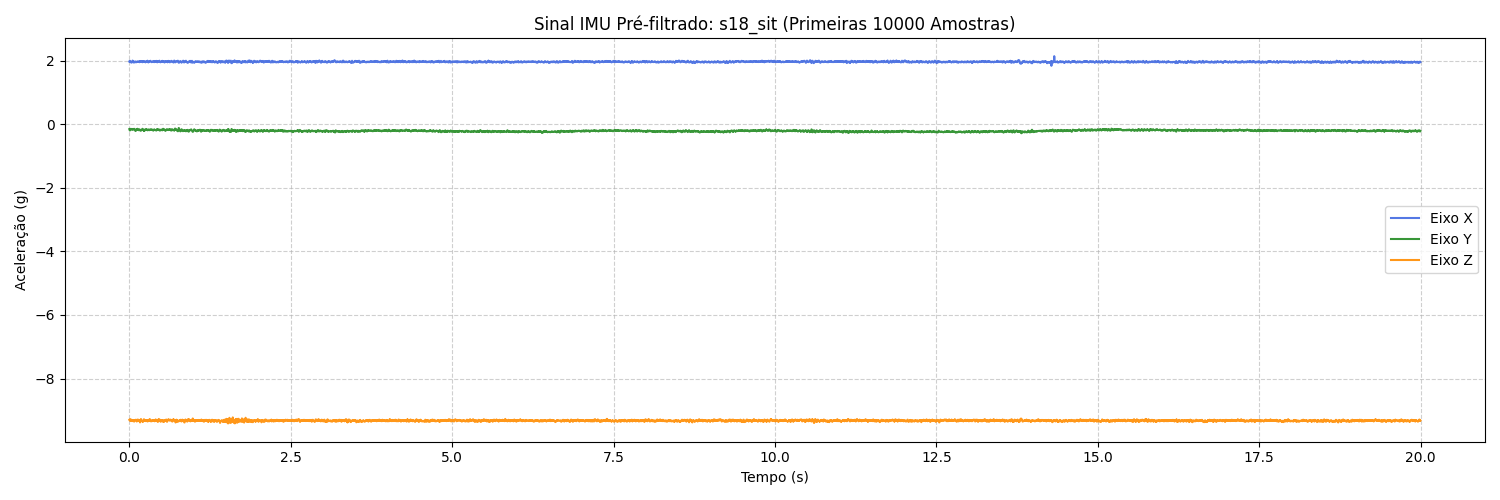 Sinal IMU Pré-filtrado: s18_sit (Primeiras 10000 Amostras)
Aceleração (g)
2
0
−2
−4
−6
−8
Eixo X
Eixo Y
Eixo Z
0.0 2.5 5.0 7.5 10.0 12.5 15.0 17.5 20.0
Tempo (s)